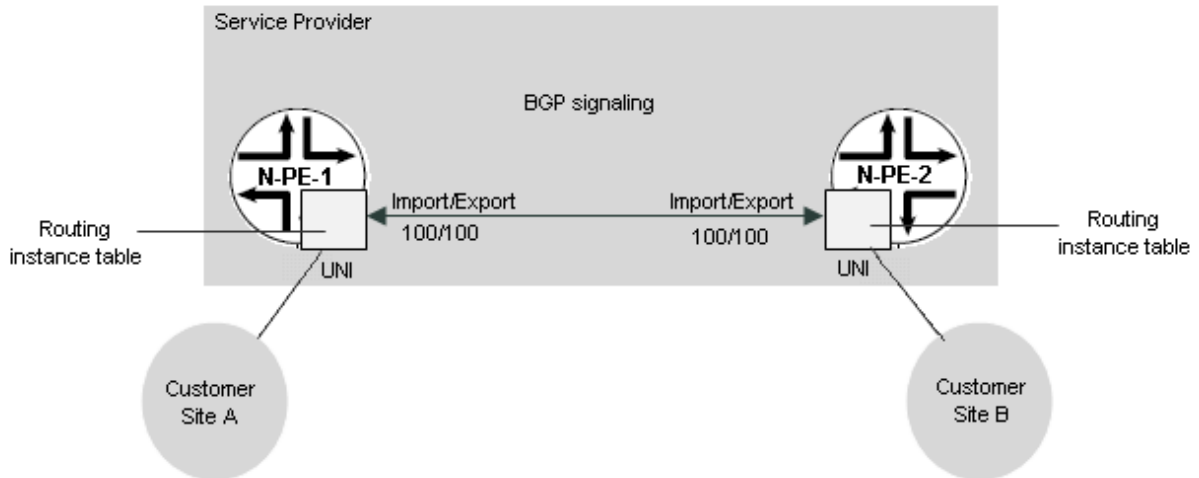 Service Provider
BGP signaling
N-PE-1
N-PE-2
Import/Export
Import/Export
100/100
100/100
Routing
instance table
Routing
instance table
UNI
UNI
Customer
Site A
Customer
Site B